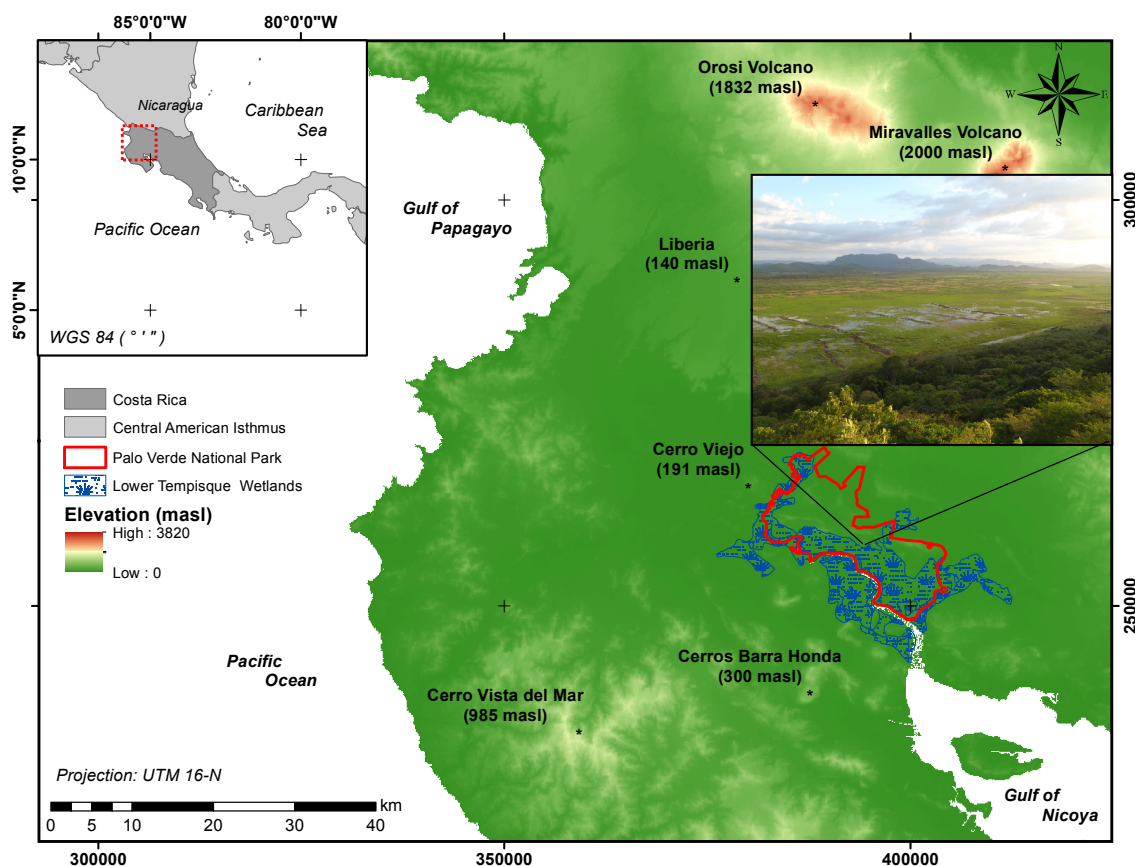 85°0'0"W
80°0'0"W
10°0'0"N
5°0'0"N
Nicaragua
Caribbean
Sea
Pacific Ocean
WGS 84 ( ° ' " )
Costa Rica
Central American Isthmus
Palo Verde National Park
Lower Tempisque Wetlands
Elevation (masl)
High : 3820
Low : 0
Orosi Volcano
(1832 masl)
Miravalles Volcano
(2000 masl)
N
W
E
S
Gulf of
Papagayo
Liberia
(140 masl)
Cerro Viejo
(191 masl)
Cerros Barra Honda
(300 masl)
Cerro Vista del Mar
(985 masl)
Pacific
Ocean
Gulf of
Nicoya
Projection: UTM 16-N
km
0 5 10 20 30 40
300000
350000
400000
300000
250000